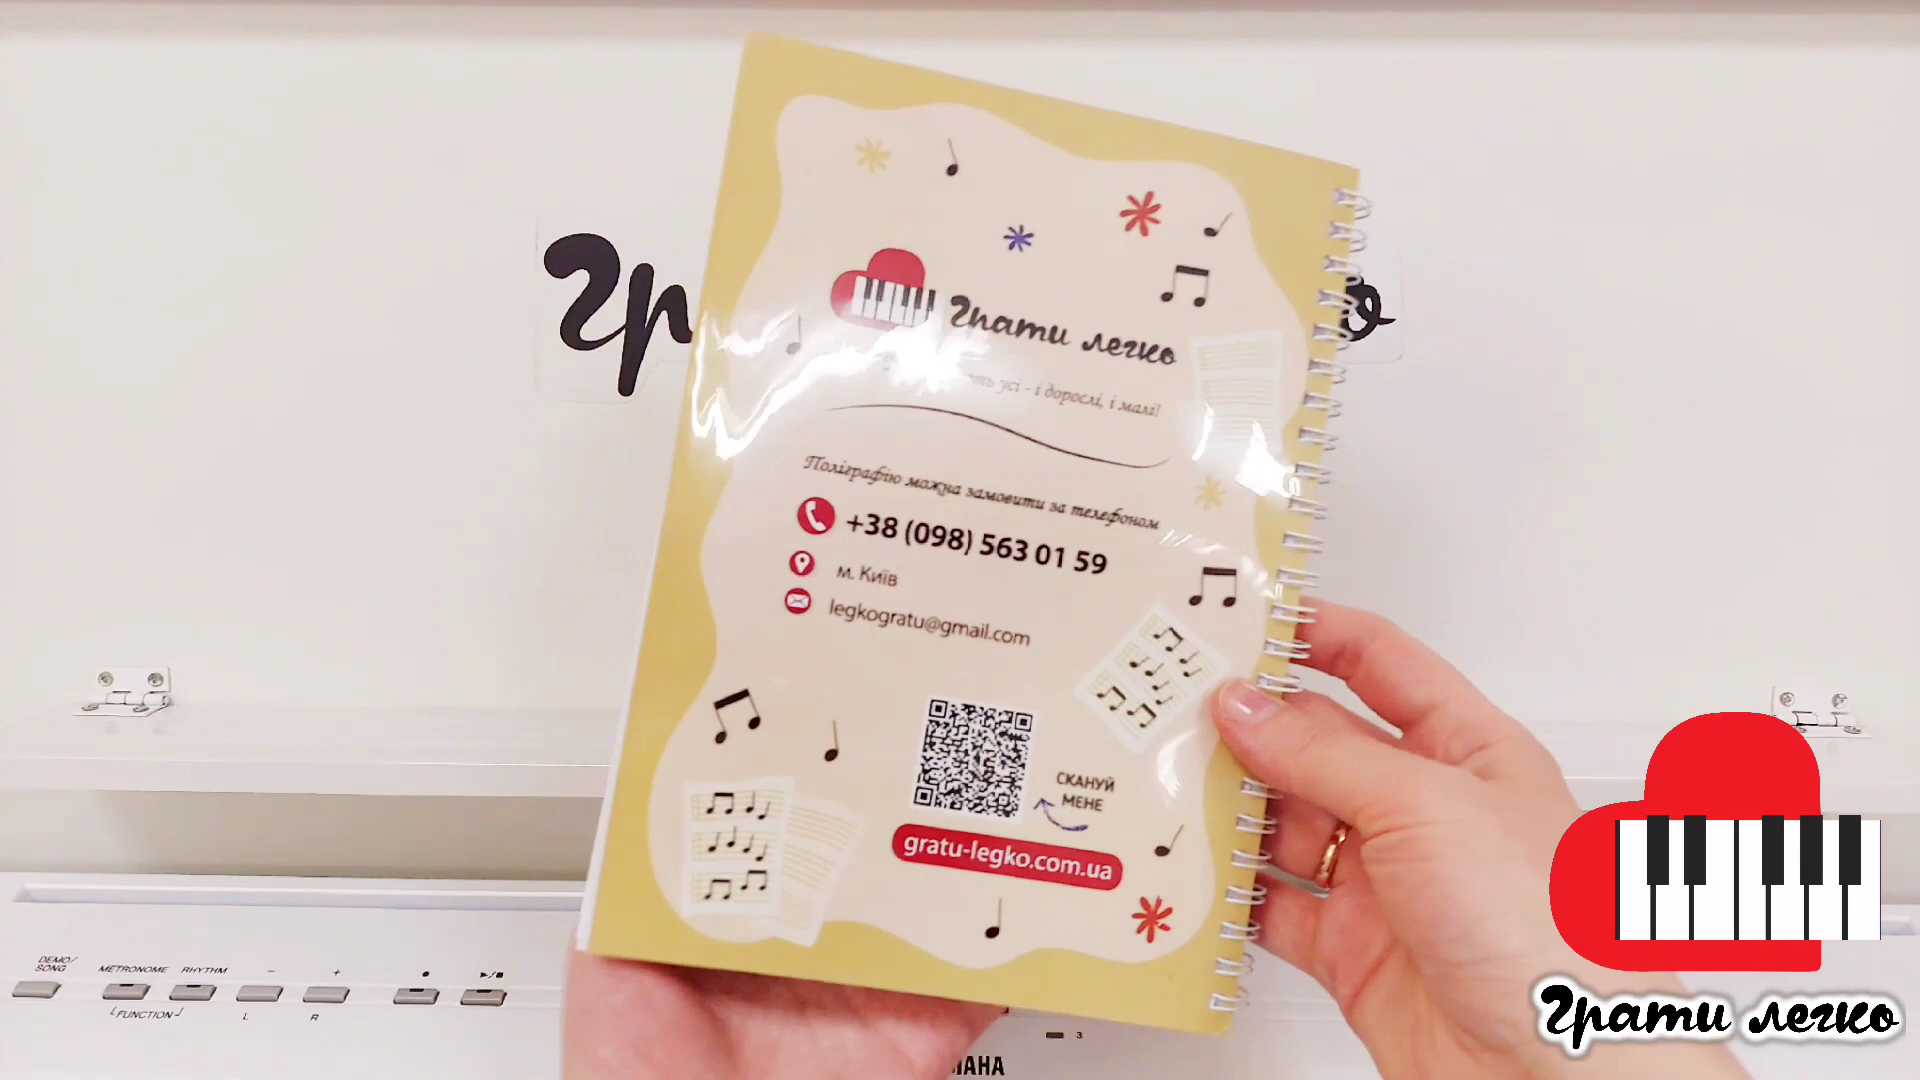 Грати легко
усі - і дорослі, і малі!
Поліграфію можна замовити за телефоном
+38 (098) 563 01 59
м. Київ
legkogratu@gmail.com
СКАНУЙ
МЕНЕ
gratu-legko.com.ua
DEMO/
SONG
METRONOME RHYTHM - +
FUNCTION
L R
3
Грати легко